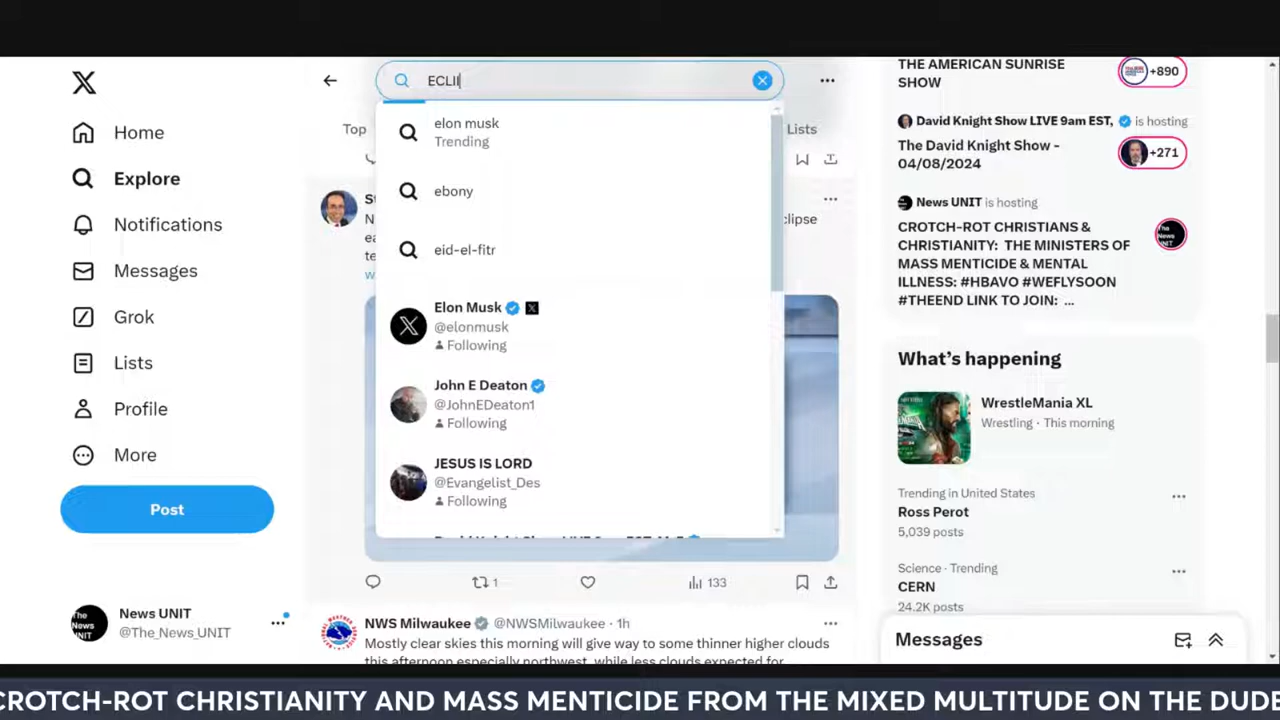 Home
Explore
Notifications
Messages
Grok
Lists
Profile
More
Post
News UNIT
@The_News_UNIT
ECLII
Top
Lists
elon musk
Trending
ebony
eid-el-fitr
Elon Musk
@elonmusk
Following
John E Deaton
@JohnEDeaton1
Following
JESUS IS LORD
@Evangelist_Des
Following
clipse
1
133
NWS Milwaukee @NWSMilwaukee · 1h
Mostly clear skies this morning will give way to some thinner higher clouds
this afternoon especially northwest, while less clouds expected for
THE AMERICAN SUNRISE
SHOW
+890
David Knight Show LIVE 9am EST, is hosting
The David Knight Show -
04/08/2024
+271
News UNIT is hosting
CROTCH-ROT CHRISTIANS &
CHRISTIANITY: THE MINISTERS OF
MASS MENTICIDE & MENTAL
ILLNESS: #HBAVO #WEFLYSOON
#THEEND LINK TO JOIN: ...
What's happening
WrestleMania XL
Wrestling · This morning
Trending in United States
Ross Perot
5,039 posts
Science · Trending
CERN
24.2K posts
Messages
CROTCH-ROT CHRISTIANITY AND MASS MENTICIDE FROM THE MIXED MULTITUDE ON THE DUDE